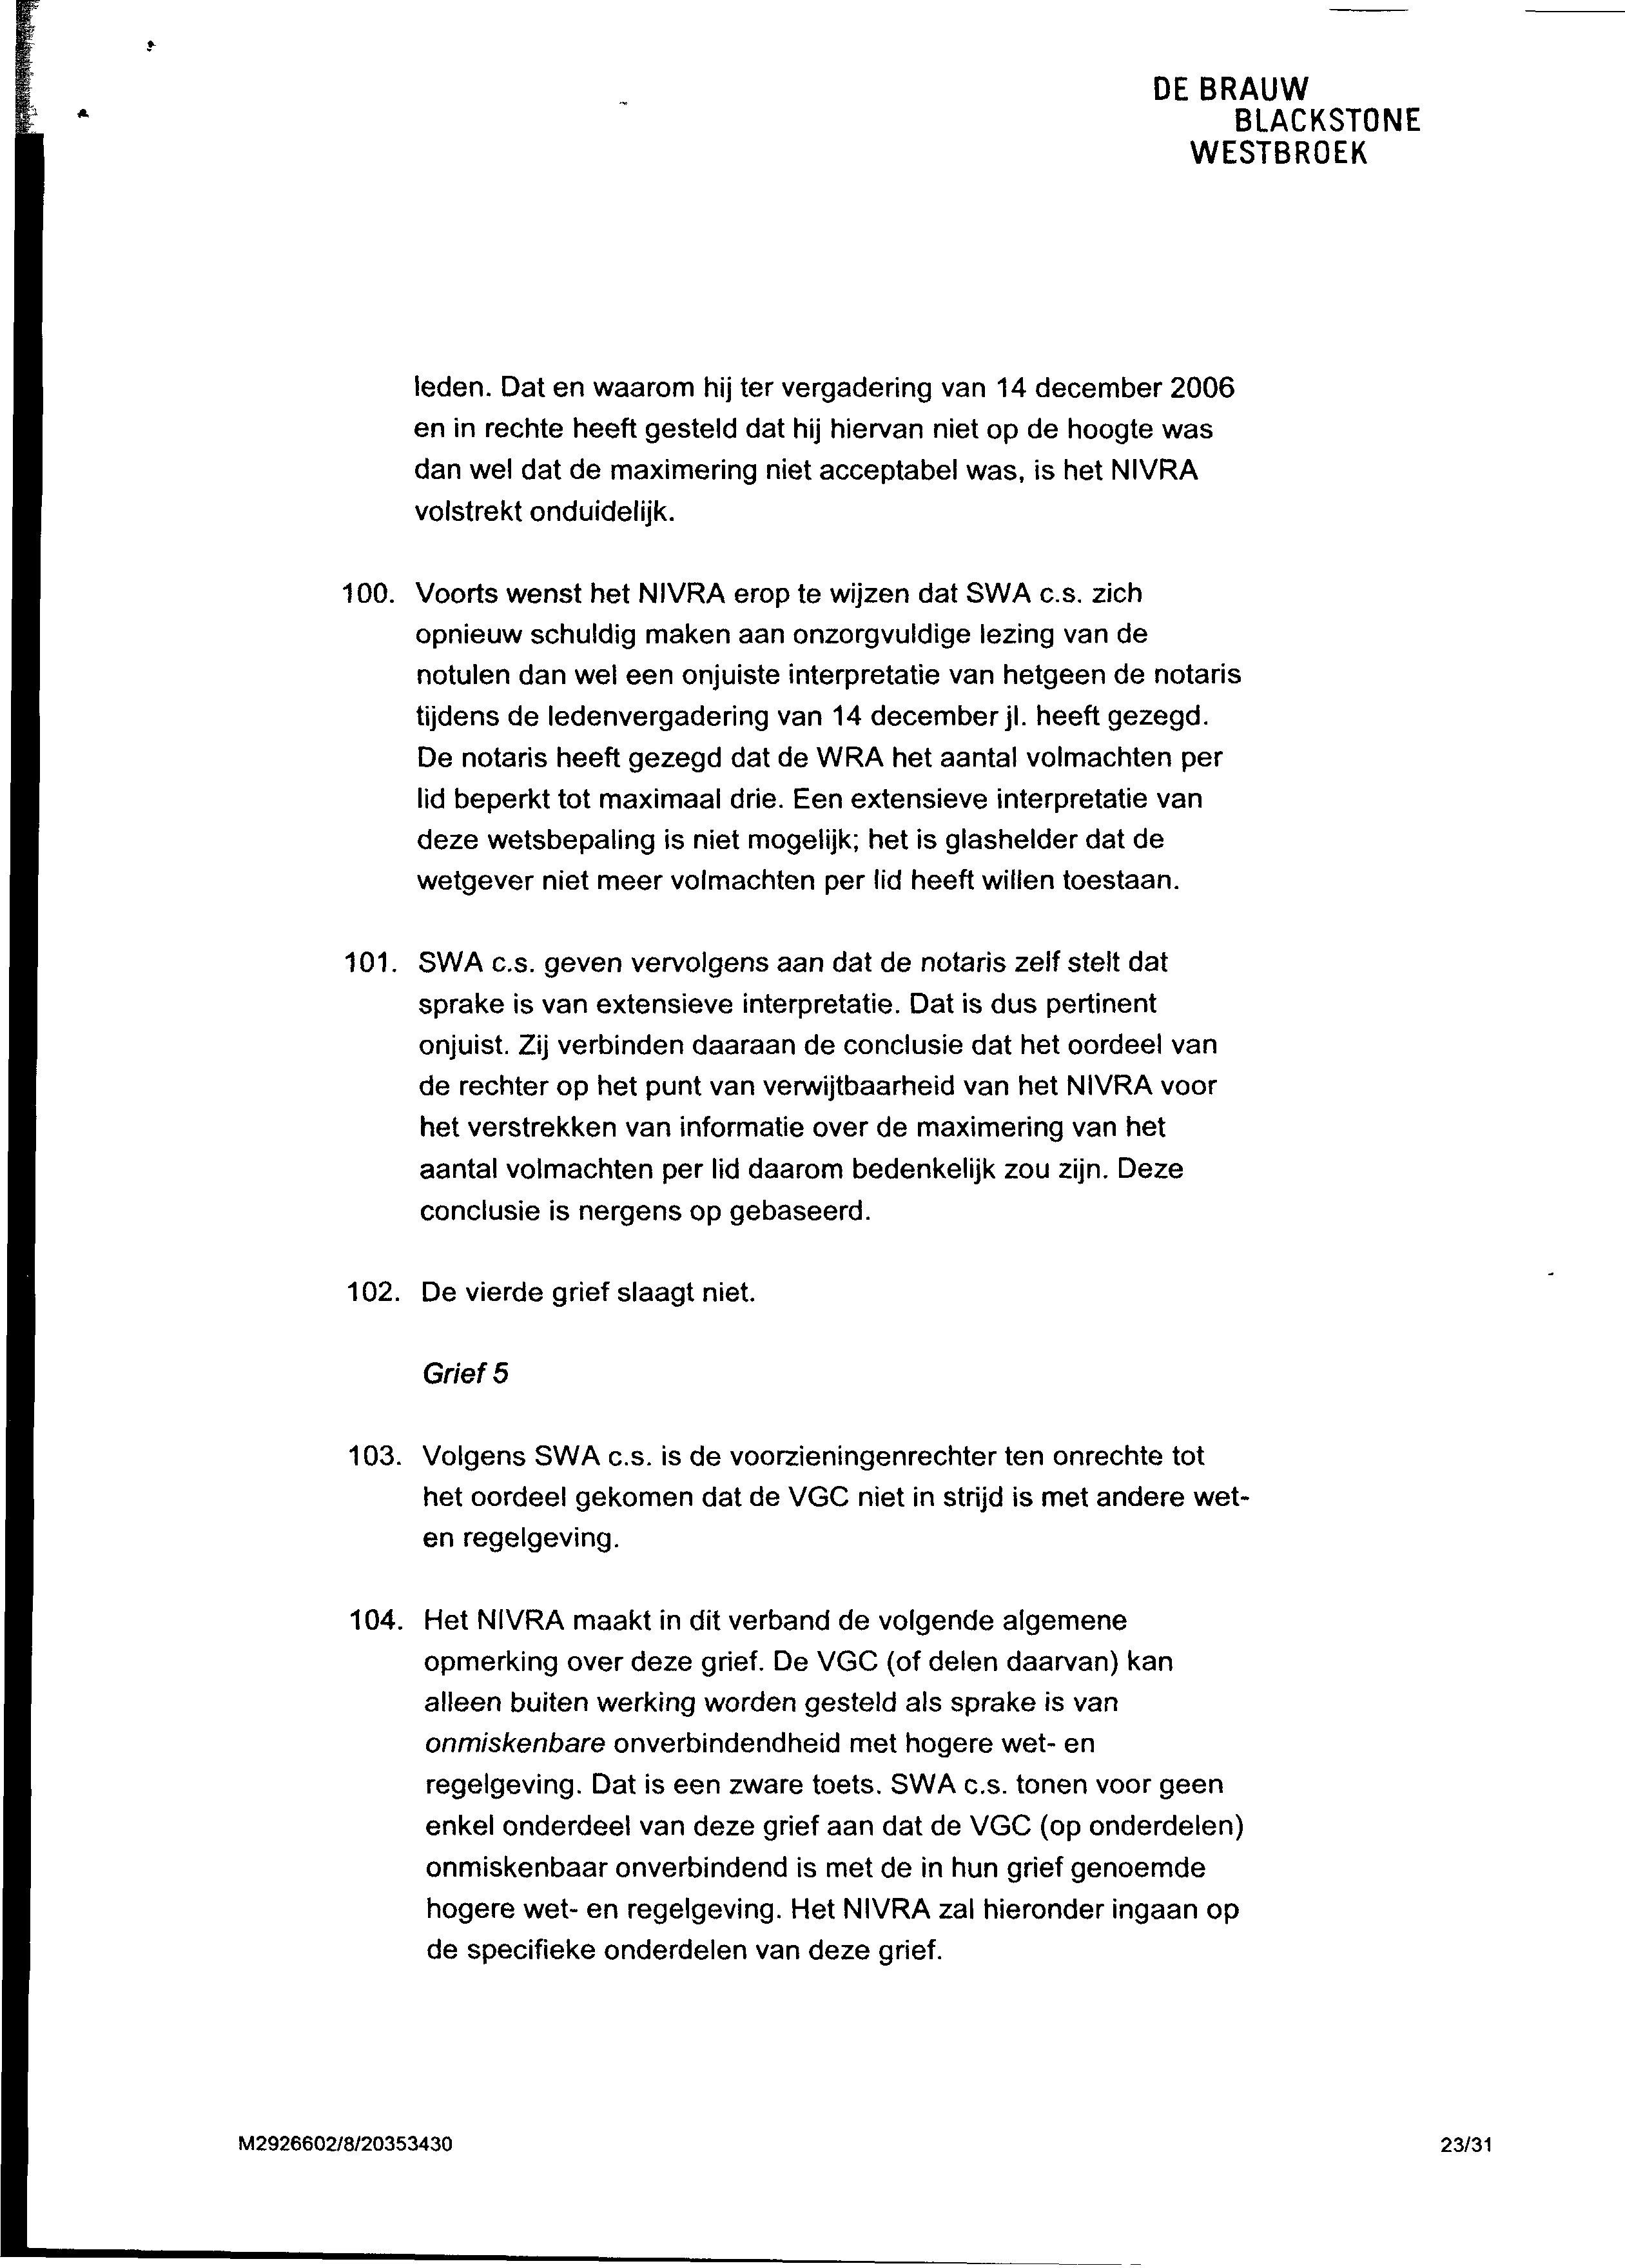 DE BRAUW
BLACKSTONE
WESTBROEK
leden. Dat en waarom hij ter vergadering van 14 december 2006
en in rechte heeft gesteld dat hij hiervan niet op de hoogte was
dan wel dat de maximering niet acceptabel was, is het NIVRA
volstrekt onduidelijk.
100. Voorts wenst het NIVRA erop te wijzen dat SWA c.s. zich
opnieuw schuldig maken aan onzorgvuldige lezing van de
notulen dan wel een onjuiste interpretatie van hetgeen de notaris
tijdens de ledenvergadering van 14 december jl. heeft gezegd.
De notaris heeft gezegd dat de WRA het aantal volmachten per
lid beperkt tot maximaal drie. Een extensieve interpretatie van
deze wetsbepaling is niet mogelijk; het is glashelder dat de
wetgever niet meer volmachten per lid heeft willen toestaan.
101. SWA c.s. geven vervolgens aan dat de notaris zelf stelt dat
sprake is van extensieve interpretatie. Dat is dus pertinent
onjuist. Zij verbinden daaraan de conclusie dat het oordeel van
de rechter op het punt van verwijtbaarheid van het NIVRA voor
het verstrekken van informatie over de maximering van het
aantal volmachten per lid daarom bedenkelijk zou zijn. Deze
conclusie is nergens op gebaseerd.
102. De vierde grief slaagt niet.
Grief 5
103. Volgens SWA c.s. is de voorzieningenrechter ten onrechte tot
het oordeel gekomen dat de VGC niet in strijd is met andere wet-
en regelgeving.
104. Het NIVRA maakt in dit verband de volgende algemene
opmerking over deze grief. De VGC (of delen daarvan) kan
alleen buiten werking worden gesteld als sprake is van
onmiskenbare onverbindendheid met hogere wet- en
regelgeving. Dat is een zware toets. SWA c.s. tonen voor geen
enkel onderdeel van deze grief aan dat de VGC (op onderdelen)
onmiskenbaar onverbindend is met de in hun grief genoemde
hogere wet- en regelgeving. Het NIVRA zal hieronder ingaan op
de specifieke onderdelen van deze grief.
M2926602/8/20353430
23/31